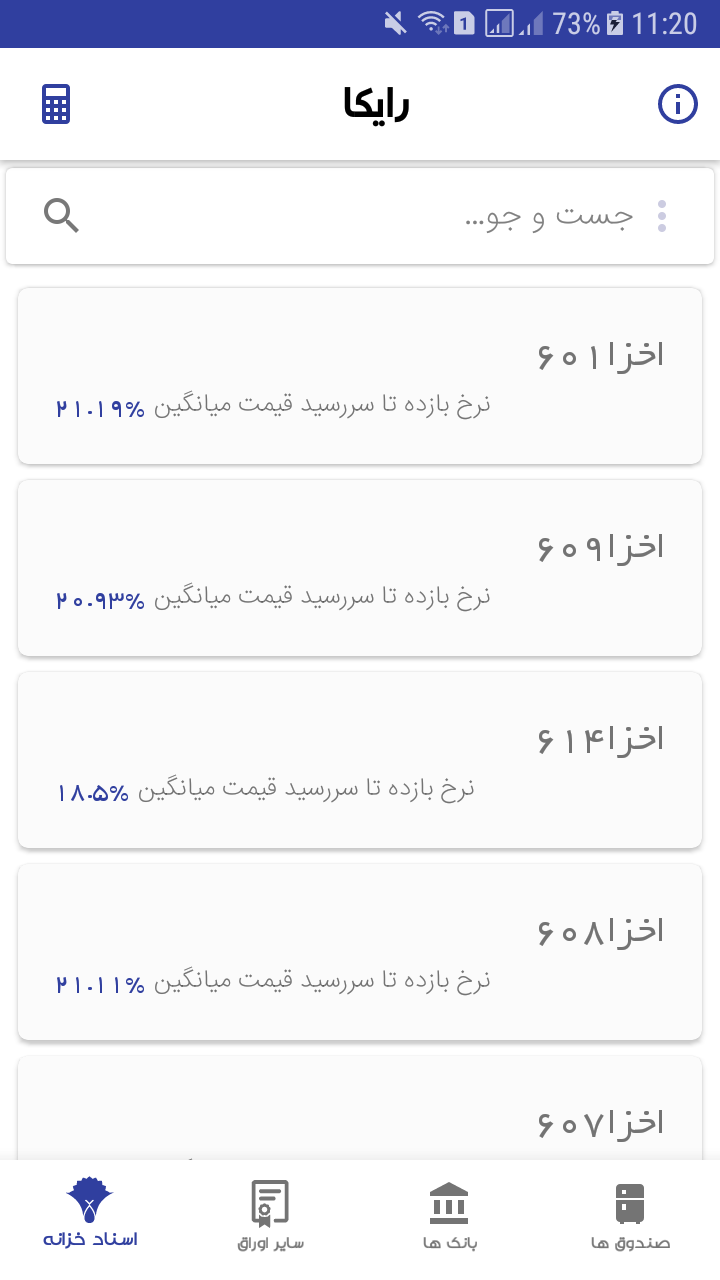 73% 11:20
رایکا
جست و جو...
اخزا۶۰۱
نرخ بازده تا سررسید قیمت میانگین ۲۱.۱۹%
اخزا۶۰۹
نرخ بازده تا سررسید قیمت میانگین ۲۰.۹۳%
اخزا۶۱۴
نرخ بازده تا سررسید قیمت میانگین ۱۸.۵%
اخزا۶۰۸
نرخ بازده تا سررسید قیمت میانگین ۲۱.۱۱%
اخزا۶۰۷
صندوق ها
بانک ها
سایر اوراق
اسناد خزانه